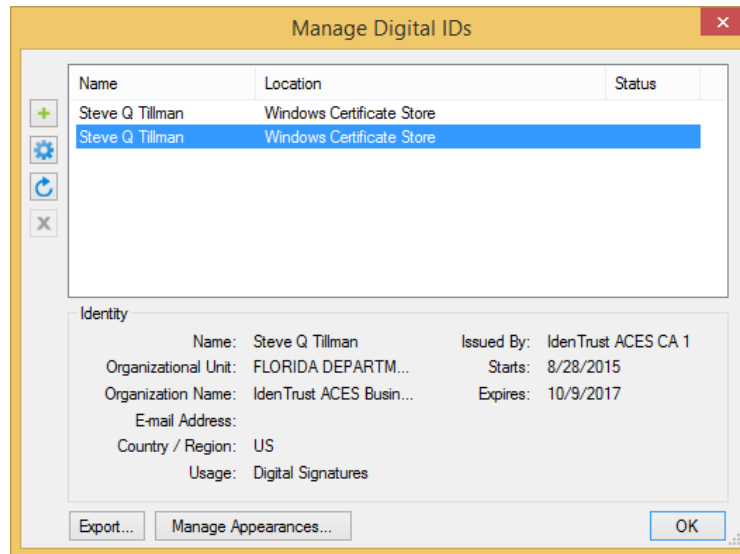 Manage Digital IDs
Name Location Status
Steve Q Tillman Windows Certificate Store
Steve Q Tillman Windows Certificate Store
Identity
Name: Steve Q Tillman Issued By: IdenTrust ACES CA 1
Organizational Unit: FLORIDA DEPARTM... Starts: 8/28/2015
Organization Name: IdenTrust ACES Busin... Expires: 10/9/2017
E-mail Address:
Country / Region: US
Usage: Digital Signatures
Export... Manage Appearances... OK